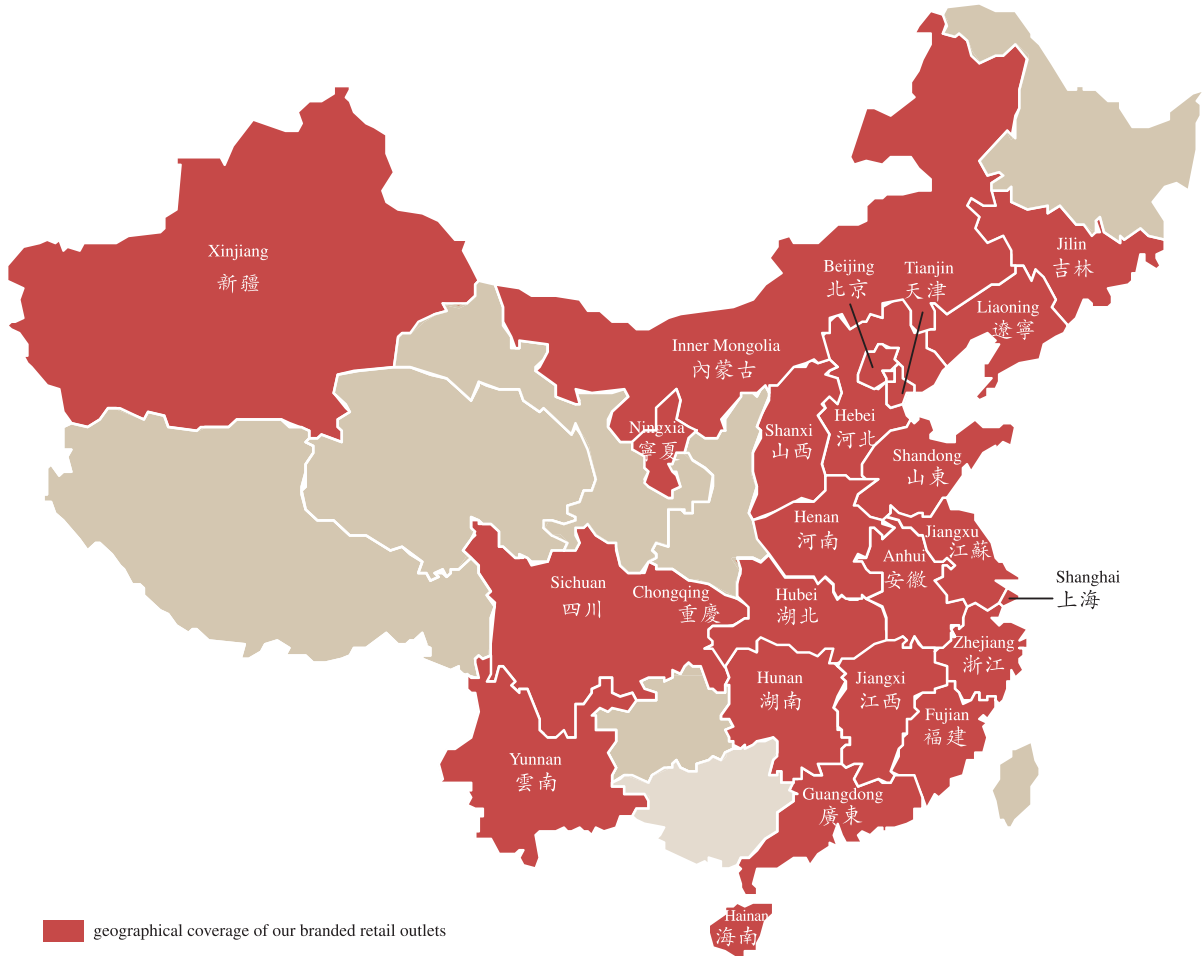 Xinjiang
新疆
Beijing
北京
Tianjin
天津
Jilin
吉林
Liaoning
遼寧
Inner Mongolia
內蒙古
Ningxia
寧夏
Shanxi
山西
Hebei
河北
Shandong
山東
Henan
河南
Jiangxu
江蘇
Anhui
安徽
Shanghai
上海
Sichuan
四川
Chongqing
重慶
Hubei
湖北
Zhejiang
浙江
Hunan
湖南
Jiangxi
江西
Fujian
福建
Yunnan
雲南
Guangdong
廣東
Hainan
海南
geographical coverage of our branded retail outlets